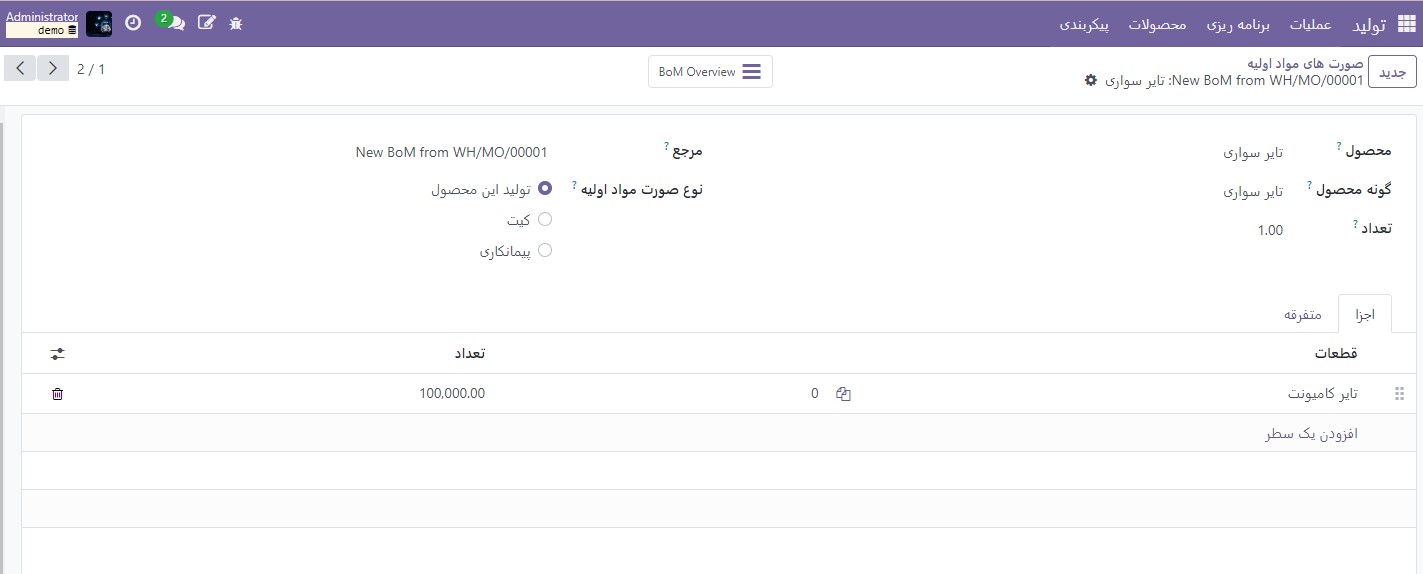 تولید عملیات برنامه ریزی محصولات پیکربندی 2 Administrator
demo
جدید صورت های مواد اولیه BoM Overview 2 / 1
New BoM from WH/MO/00001: تایر سواری
محصول ? تایر سواری مرجع ? New BoM from WH/MO/00001
گونه محصول ? تایر سواری نوع صورت مواد اولیه ? تولید این محصول
کیت
تعداد ? 1.00
پیمانکاری
اجزا متفرقه
قطعات تعداد
تایر کامیونت 0 100,000.00
افزودن یک سطر